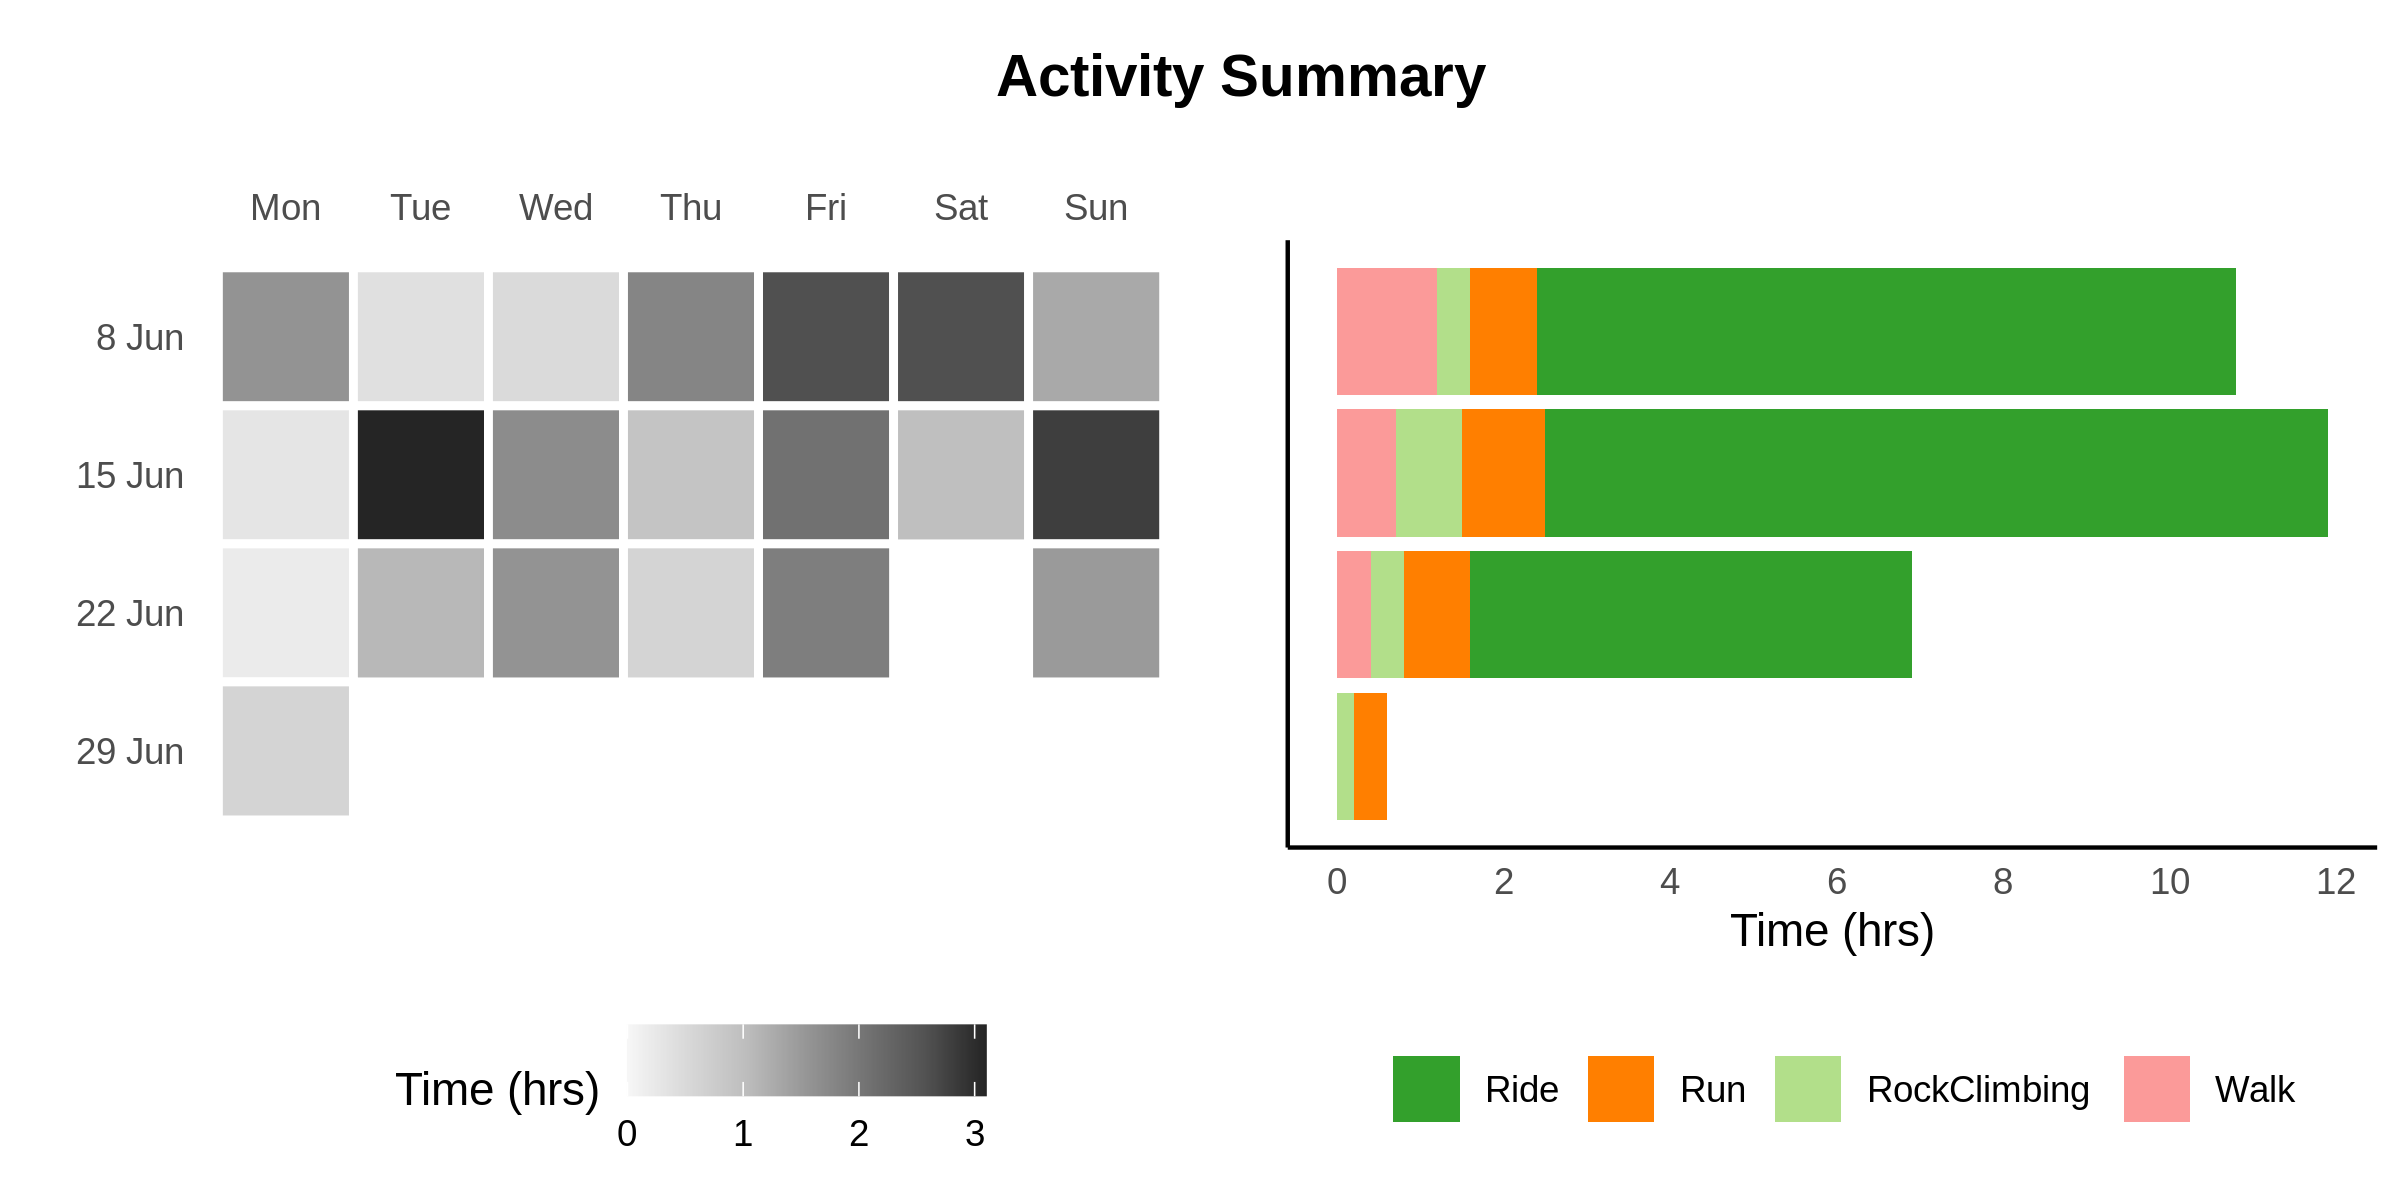 Activity Summary
Mon Tue Wed Thu Fri Sat Sun
8 Jun
15 Jun
22 Jun
29 Jun
0 2 4 6 8 10 12
Time (hrs)
Time (hrs)
0 1 2 3
Ride Run RockClimbing Walk